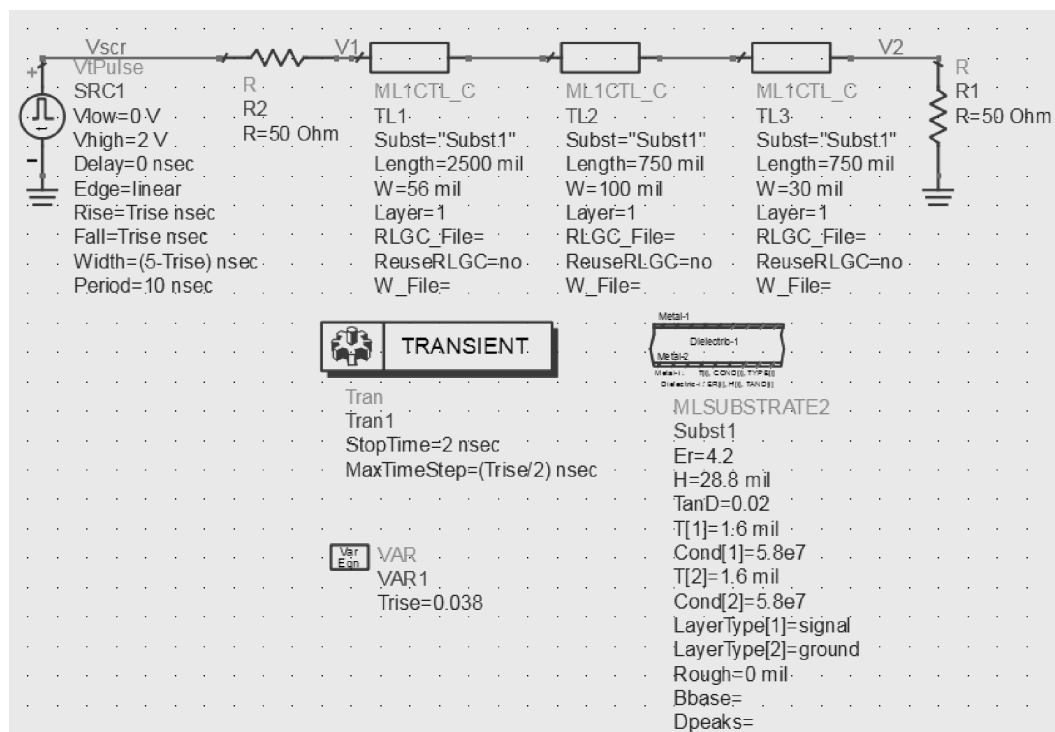 Vscr
V1
V2
VtPulse
SRC1
Vlow=0 V
Vhigh=2 V
Delay=0 nsec
Edge=linear
Rise=Trise nsec
Fall=Trise nsec
Width=(5-Trise) nsec
Period=10 nsec
R
R2
R=50 Ohm
ML1CTL_C
TL1
Subst="Subst1"
Length=2500 mil
W=56 mil
Layer=1
RLGC_File=
ReuseRLGC=no
W_File=
ML1CTL_C
TL2
Subst="Subst1"
Length=750 mil
W=100 mil
Layer=1
RLGC_File=
ReuseRLGC=no
W_File=
ML1CTL_C
TL3
Subst="Subst1"
Length=750 mil
W=30 mil
Layer=1
RLGC_File=
ReuseRLGC=no
W_File=
R
R1
R=50 Ohm
TRANSIENT
Tran
Tran1
StopTime=2 nsec
MaxTimeStep=(Trise/2) nsec
Var
Eqn
VAR
VAR1
Trise=0.038
Metal-1
Dielectric-1
Metal-2
Metal-i : T[i], COND[i], TYPE[i]
Dielectric-i : ER[i], H[i], TAND[i]
MLSUBSTRATE2
Subst1
Er=4.2
H=28.8 mil
TanD=0.02
T[1]=1.6 mil
Cond[1]=5.8e7
T[2]=1.6 mil
Cond[2]=5.8e7
LayerType[1]=signal
LayerType[2]=ground
Rough=0 mil
Bbase=
Dpeaks=